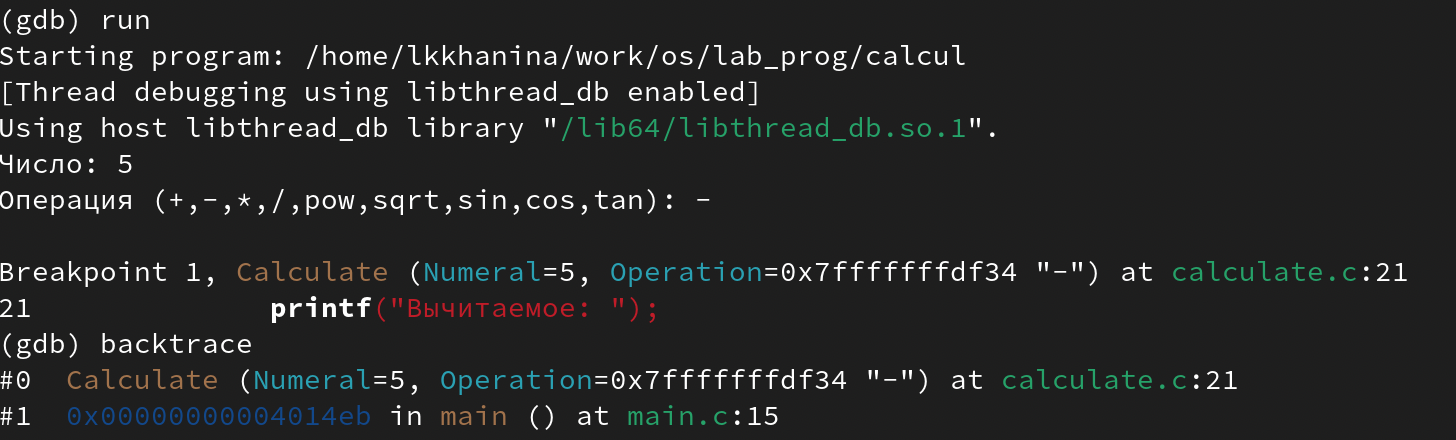 (gdb) run
Starting program: /home/lkkhanina/work/os/lab_prog/calcul
[Thread debugging using libthread_db enabled]
Using host libthread_db library "/lib64/libthread_db.so.1".
Число: 5
Операция (+,-,*,/,pow,sqrt,sin,cos,tan): -
Breakpoint 1, Calculate (Numeral=5, Operation=0x7fffffffdf34 "-") at calculate.c:21
21 printf("Вычитаемое: ");
(gdb) backtrace
#0 Calculate (Numeral=5, Operation=0x7fffffffdf34 "-") at calculate.c:21
#1 0x00000000004014eb in main () at main.c:15